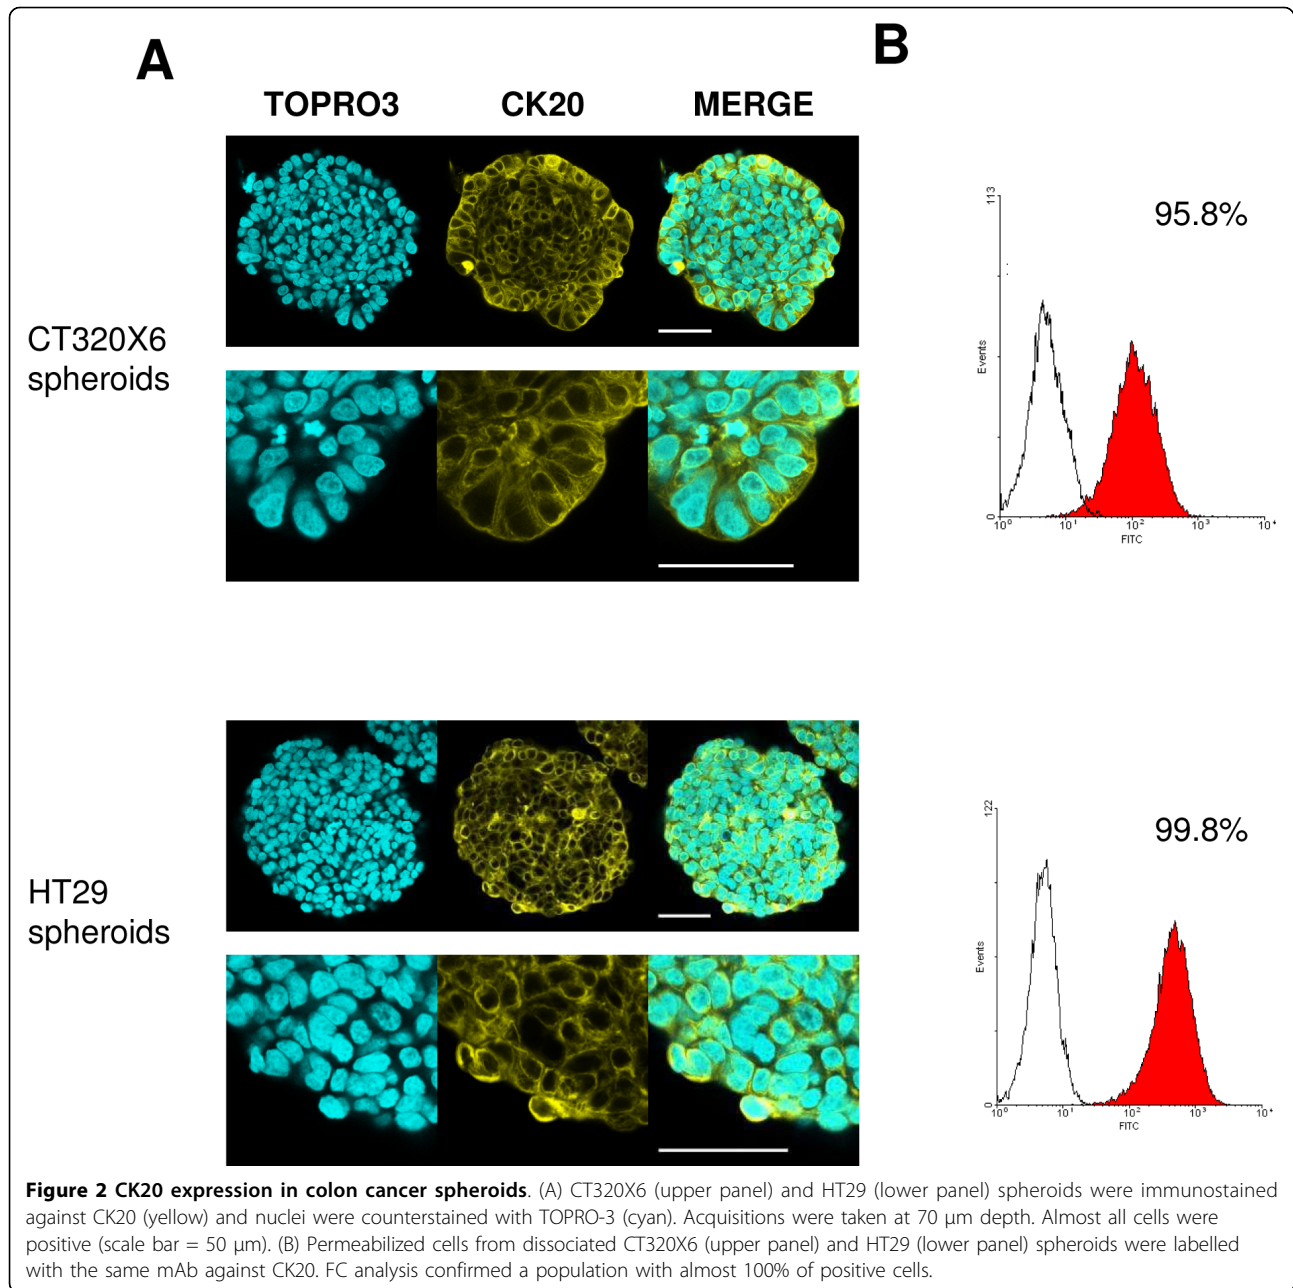 A
B
TOPRO3 CK20 MERGE
CT320X6
spheroids
113
95.8%
Events
0
10⁰ 10¹ 10² 10³ 10⁴
FITC
HT29
spheroids
122
99.8%
Events
0
10⁰ 10¹ 10² 10³ 10⁴
FITC
Figure 2 CK20 expression in colon cancer spheroids. (A) CT320X6 (upper panel) and HT29 (lower panel) spheroids were immunostained
against CK20 (yellow) and nuclei were counterstained with TOPRO-3 (cyan). Acquisitions were taken at 70 μm depth. Almost all cells were
positive (scale bar = 50 μm). (B) Permeabilized cells from dissociated CT320X6 (upper panel) and HT29 (lower panel) spheroids were labelled
with the same mAb against CK20. FC analysis confirmed a population with almost 100% of positive cells.